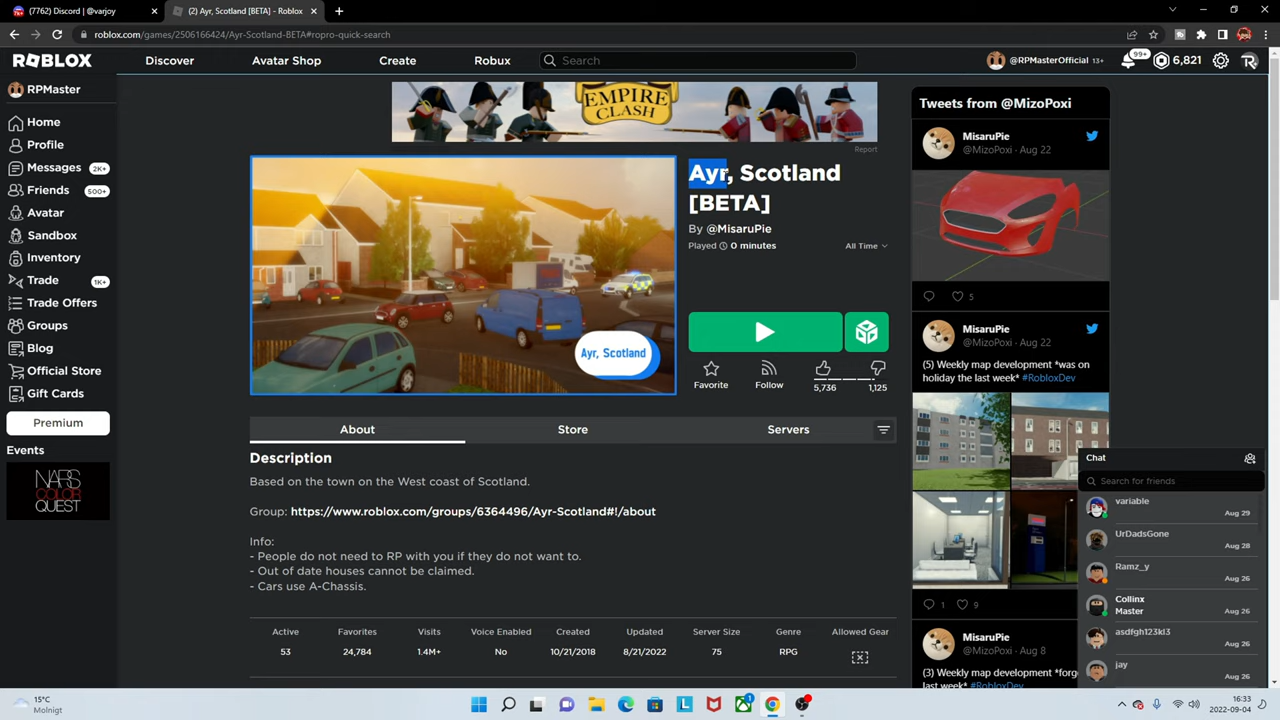 (7762) Discord | @varjoy
(2) Ayr, Scotland [BETA] - Roblox
roblox.com/games/2506166424/Ayr-Scotland-BETA#ropro-quick-search
ROBLOX
Discover
Avatar Shop
Create
Robux
Search
@RPMasterOfficial 13+
99+
6,821
RPMaster
Home
Profile
Messages 2K+
Friends 500+
Avatar
Sandbox
Inventory
Trade 1K+
Trade Offers
Groups
Blog
Official Store
Gift Cards
Premium
Events
NARS
COLOR
QUEST
EMPIRE
CLASH
Report
Ayr, Scotland
Ayr, Scotland
[BETA]
By @MisaruPie
Played 0 minutes
All Time
Favorite
Follow
5,736
1,125
About
Store
Servers
Description
Based on the town on the West coast of Scotland.
Group: https://www.roblox.com/groups/6364496/Ayr-Scotland#!/about
Info:
- People do not need to RP with you if they do not want to.
- Out of date houses cannot be claimed.
- Cars use A-Chassis.
Active
Favorites
Visits
Voice Enabled
Created
Updated
Server Size
Genre
Allowed Gear
53
24,784
1.4M+
No
10/21/2018
8/21/2022
75
RPG
Tweets from @MizoPoxi
MisaruPie
@MizoPoxi · Aug 22
5
MisaruPie
@MizoPoxi · Aug 22
(5) Weekly map development *was on
holiday the last week* #RobloxDev
1
9
MisaruPie
@MizoPoxi · Aug 8
(3) Weekly map development *forg
last week* #RobloxDev
Chat
Search for friends
variable
Aug 29
UrDadsGone
Aug 28
Ramz_y
Aug 26
Collinx
Master
Aug 26
asdfgh123kl3
Aug 26
jay
Aug 26
15°C
Molnigt
16:33
2022-09-04